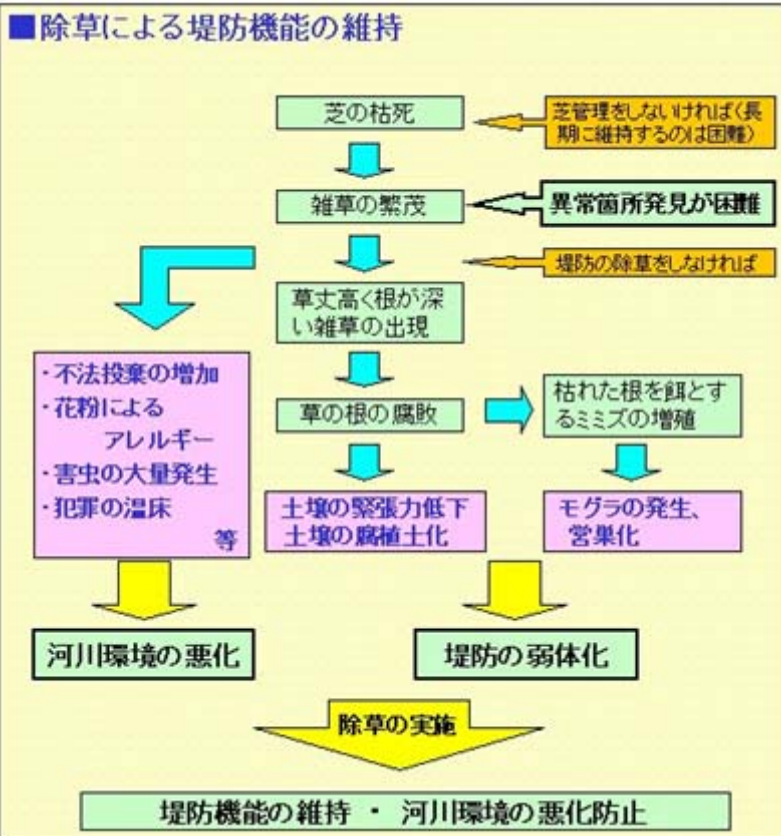 ■除草による堤防機能の維持
芝の枯死
芝管理をしないければ(長
期に維持するのは困難)
雑草の繁茂
異常箇所発見が困難
堤防の除草をしなければ
草丈高く根が深
い雑草の出現
・不法投棄の増加
・花粉による
アレルギー
・害虫の大量発生
・犯罪の温床
等
草の根の腐敗
枯れた根を餌とす
るミミズの増殖
土壌の緊張力低下
土壌の腐植土化
モグラの発生、
営巣化
河川環境の悪化
堤防の弱体化
除草の実施
堤防機能の維持 ・ 河川環境の悪化防止